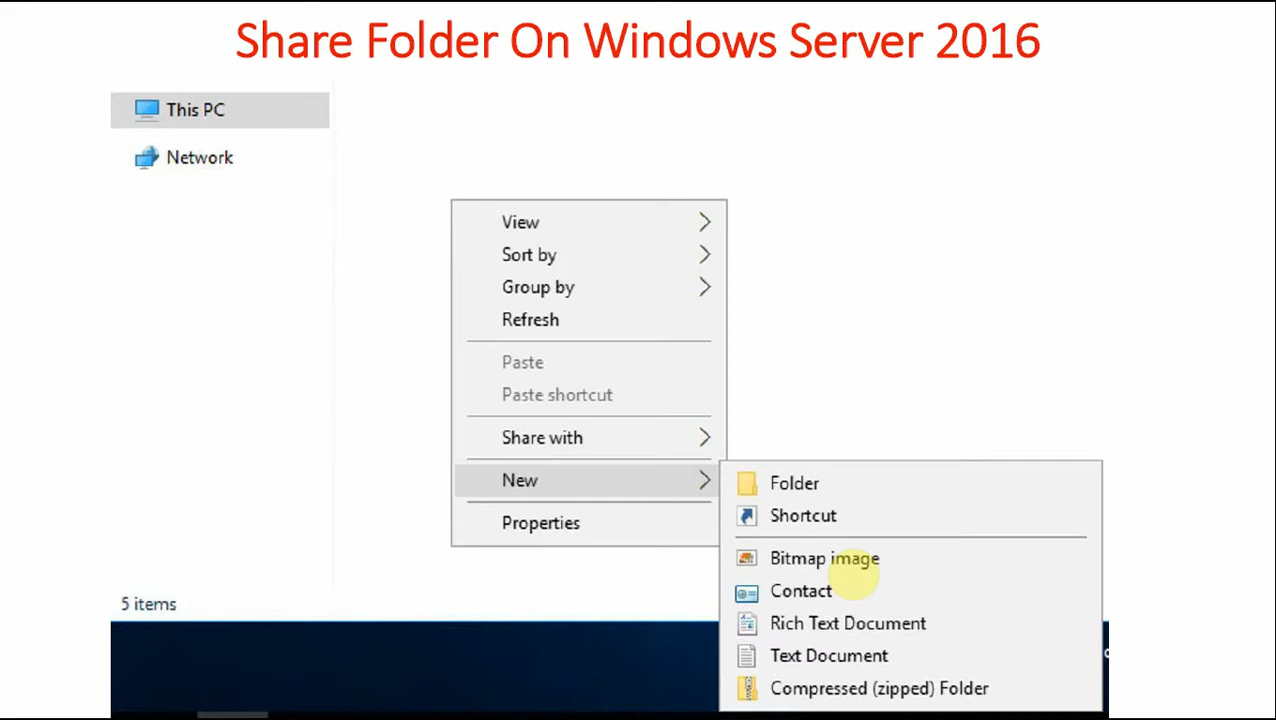 Share Folder On Windows Server 2016
This PC
Network
View
Sort by
Group by
Refresh
Paste
Paste shortcut
Share with
New
Properties
Folder
Shortcut
Bitmap image
Contact
Rich Text Document
Text Document
Compressed (zipped) Folder
5 items